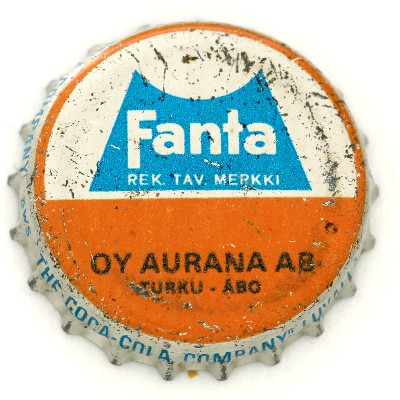 Fanta
REK. TAV. MERKKI
OY AURANA AB
TURKU - ÅBO
THE COCA-COLA COMPANY